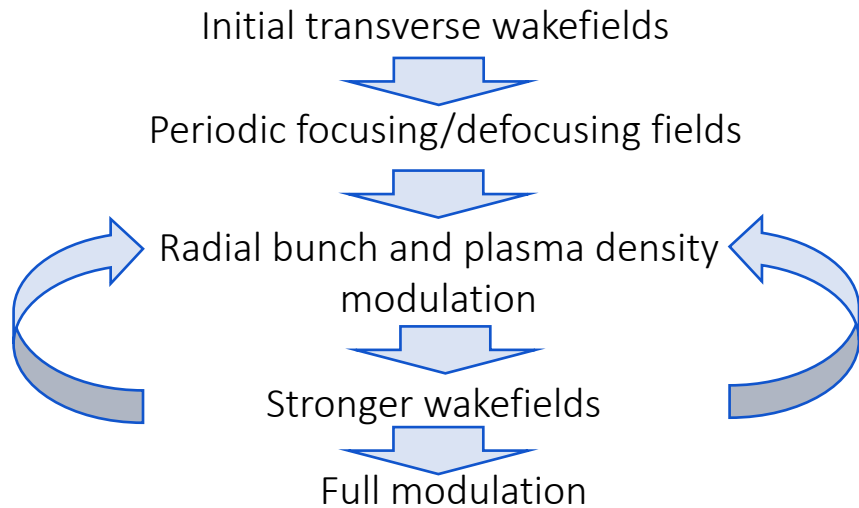 Initial transverse wakefields
Periodic focusing/defocusing fields
Radial bunch and plasma density
modulation
Stronger wakefields
Full modulation